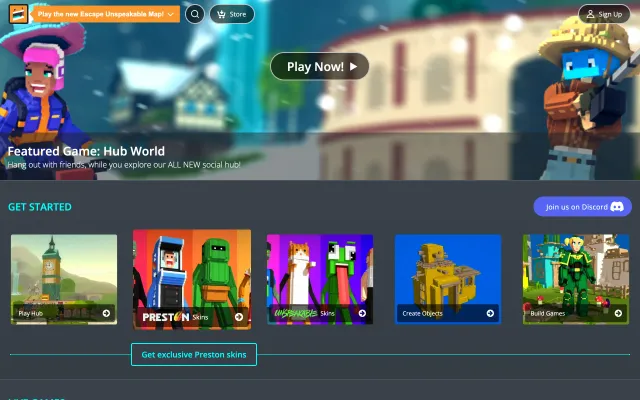 Play the new Escape Unspeakable Map!
Store
Sign Up
Play Now!
Featured Game: Hub World
Hang out with friends, while you explore our ALL NEW social hub!
GET STARTED
Join us on Discord
Play Hub
PRESTON Skins
UNSPEAKABLE Skins
Create Objects
Build Games
Get exclusive Preston skins